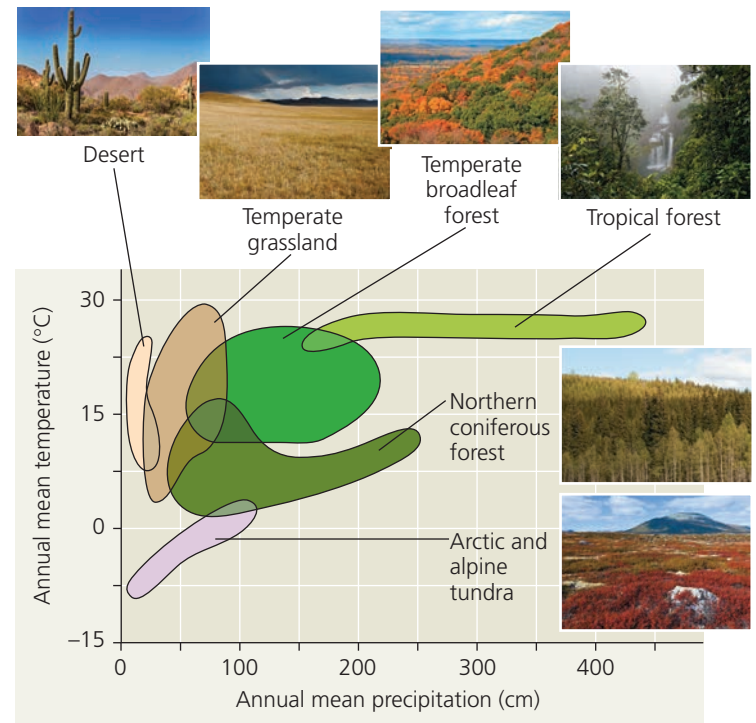 Desert
Temperate
grassland
Temperate
broadleaf
forest
Tropical forest
Annual mean temperature (°C)
30
15
0
–15
Northern
coniferous
forest
Arctic and
alpine
tundra
0
100
200
300
400
Annual mean precipitation (cm)